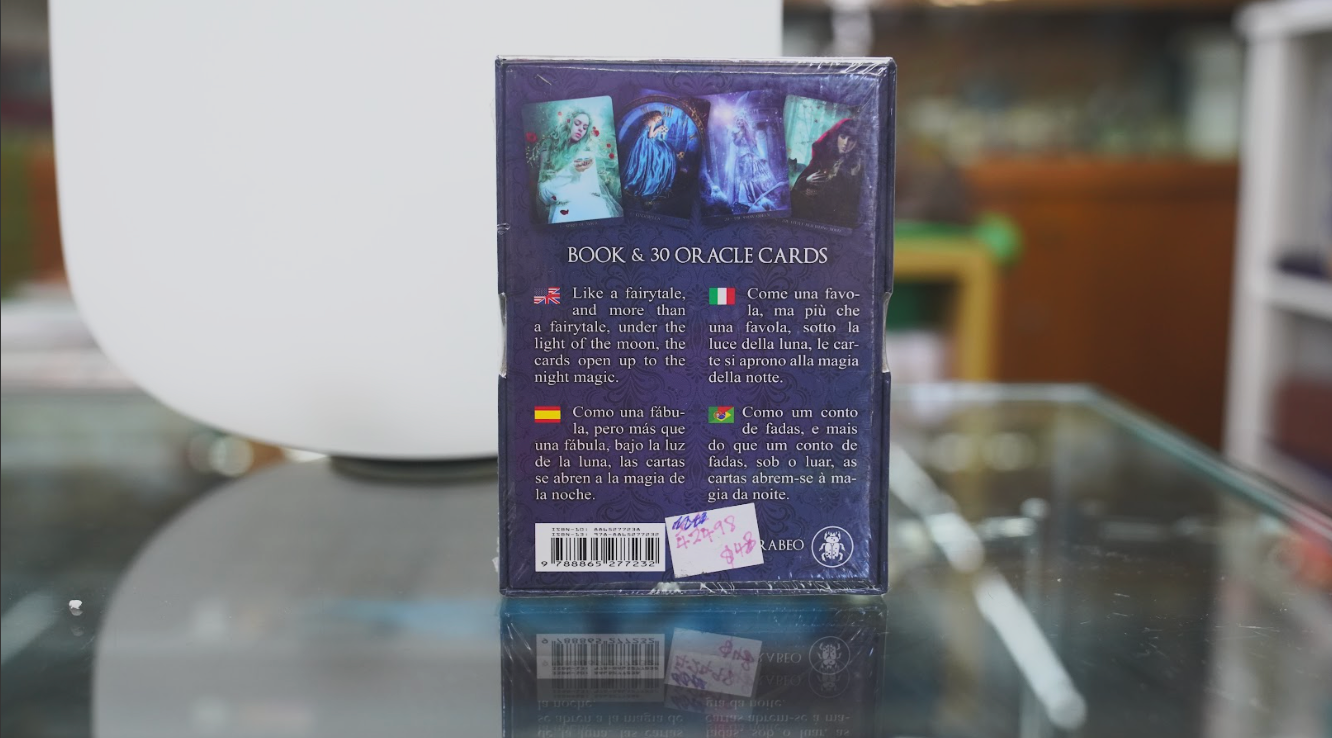 BOOK & 30 ORACLE CARDS
Like a fairytale,
and more than
a fairytale, under the
light of the moon, the
cards open up to the
night magic.
Come una favo-
la, ma più che
una favola, sotto la
luce della luna, le car-
te si aprono alla magia
della notte.
Como una fábu-
la, pero más que
una fábula, bajo la luz
de la luna, las cartas
se abren a la magia de
la noche.
Como um conto
de fadas, e mais
do que um conto de
fadas, sob o luar, as
cartas abrem-se à ma-
gia da noite.
9 788865 277232
$48
RABEO